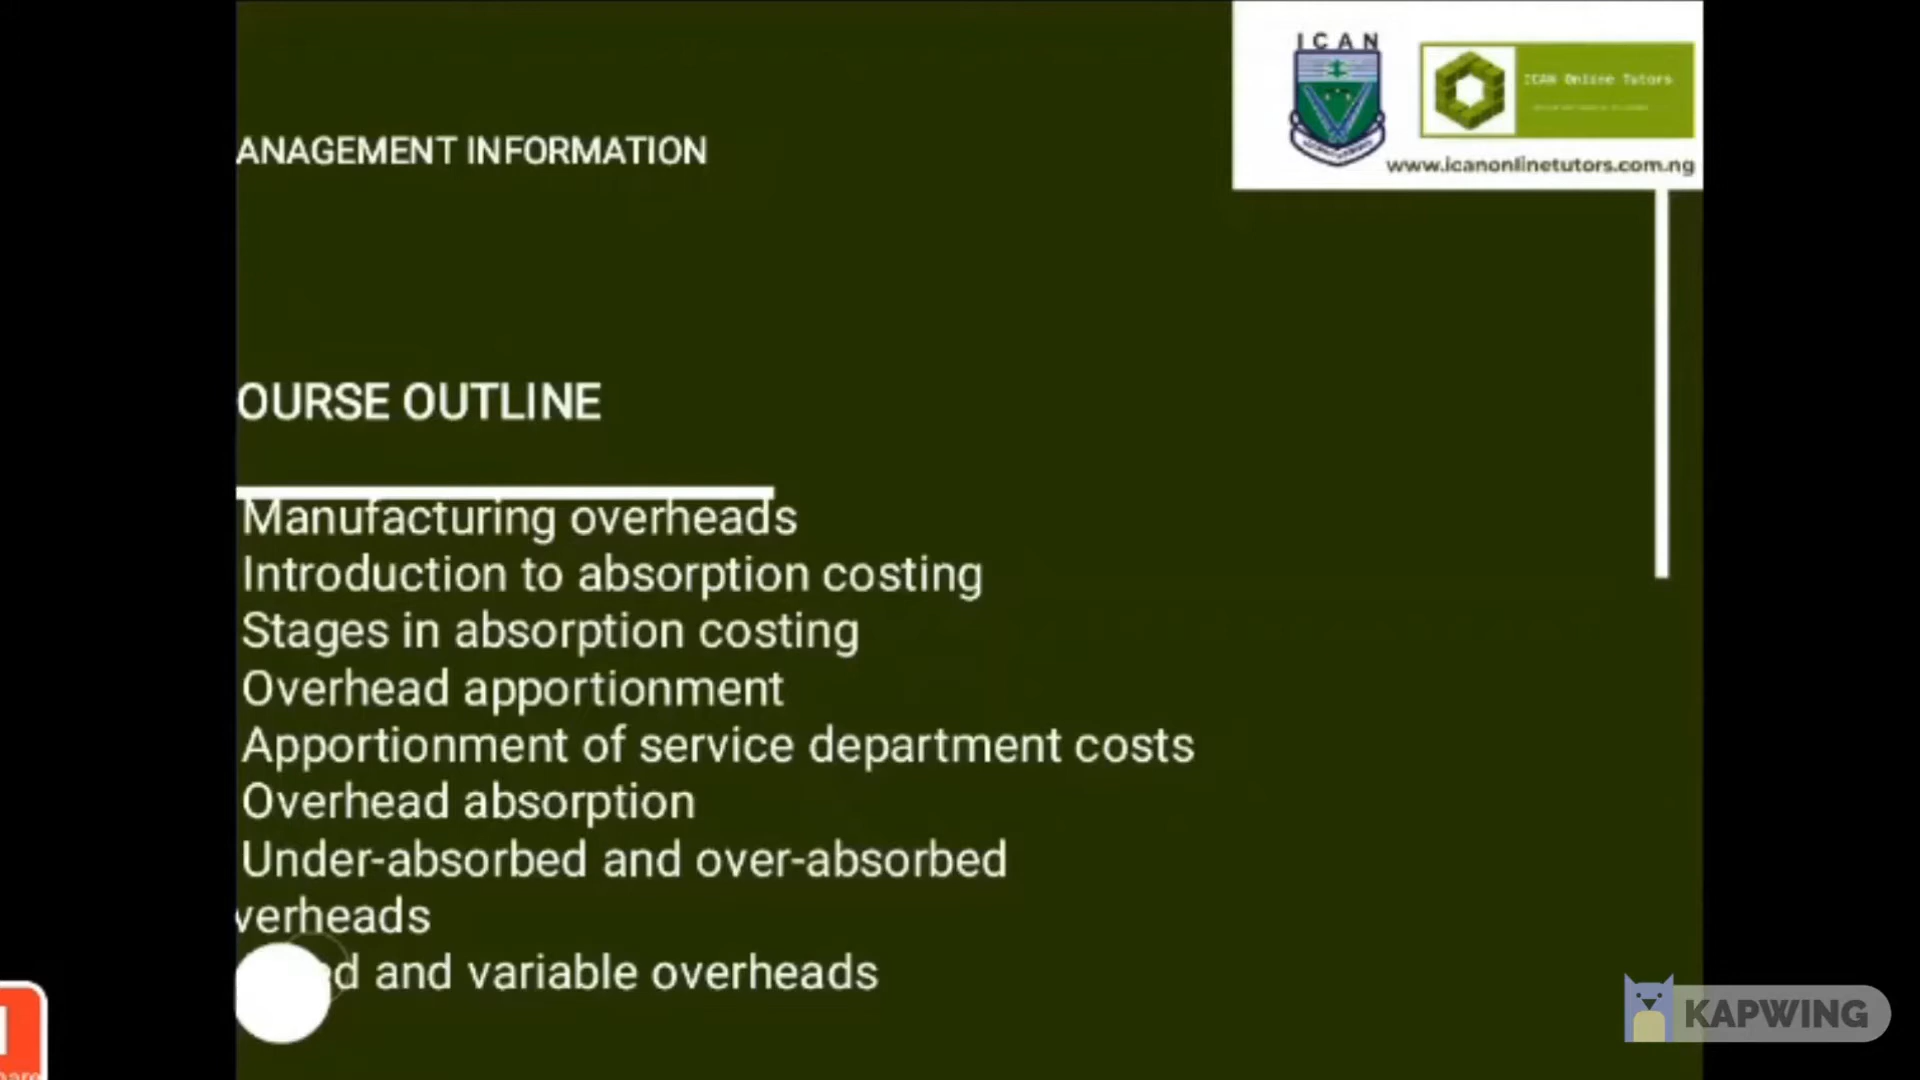 ICAN
ICAN Online Tutors
www.icanonlinetutors.com.ng
ANAGEMENT INFORMATION
OURSE OUTLINE
Manufacturing overheads
Introduction to absorption costing
Stages in absorption costing
Overhead apportionment
Apportionment of service department costs
Overhead absorption
Under-absorbed and over-absorbed
verheads
d and variable overheads
KAPWING